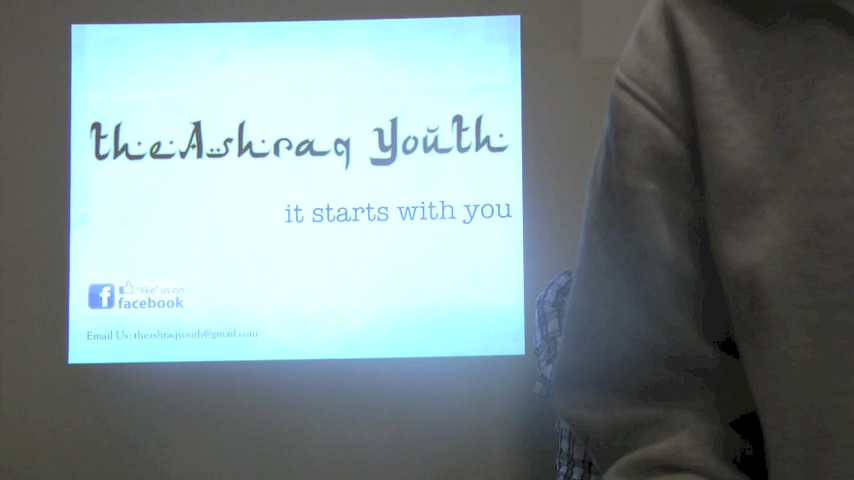 theAshraq Youth
it starts with you
"like" us on
facebook
Email Us: theashraqyouth@gmail.com